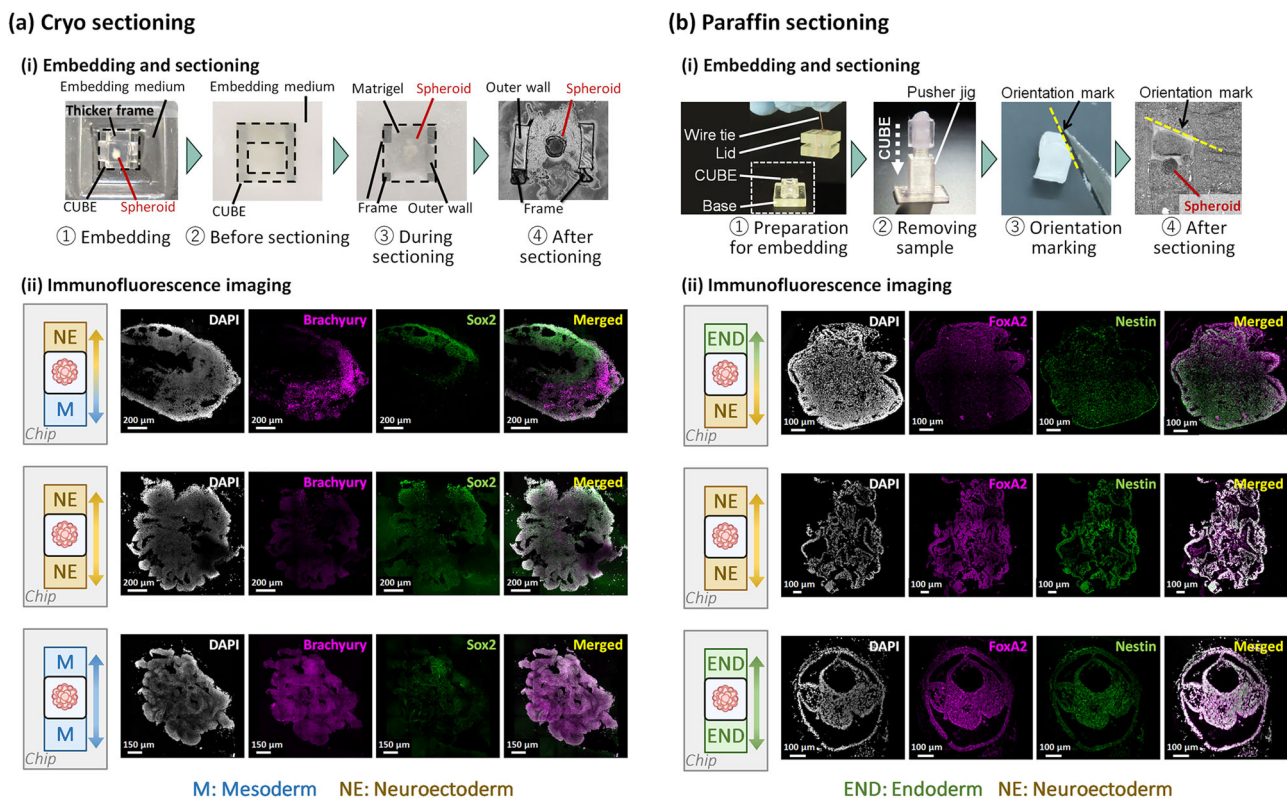 (a) Cryo sectioning
(i) Embedding and sectioning
Embedding medium
Thicker frame
CUBE
Spheroid
① Embedding
Embedding medium
CUBE
② Before sectioning
Matrigel
Spheroid
Frame
Outer wall
③ During
sectioning
Outer wall
Spheroid
Frame
④ After
sectioning
(ii) Immunofluorescence imaging
NE
M
Chip
DAPI
200 µm
Brachyury
200 µm
Sox2
200 µm
Merged
200 µm
NE
NE
Chip
DAPI
200 µm
Brachyury
200 µm
Sox2
200 µm
Merged
200 µm
M
M
Chip
DAPI
150 µm
Brachyury
150 µm
Sox2
150 µm
Merged
150 µm
M: Mesoderm NE: Neuroectoderm
(b) Paraffin sectioning
(i) Embedding and sectioning
Wire tie
Lid
CUBE
Base
① Preparation
for embedding
Pusher jig
CUBE
② Removing
sample
Orientation mark
③ Orientation
marking
Orientation mark
Spheroid
④ After
sectioning
(ii) Immunofluorescence imaging
END
NE
Chip
DAPI
100 µm
FoxA2
100 µm
Nestin
100 µm
Merged
100 µm
NE
NE
Chip
DAPI
100 µm
FoxA2
100 µm
Nestin
100 µm
Merged
100 µm
END
END
Chip
DAPI
100 µm
FoxA2
100 µm
Nestin
100 µm
Merged
100 µm
END: Endoderm NE: Neuroectoderm